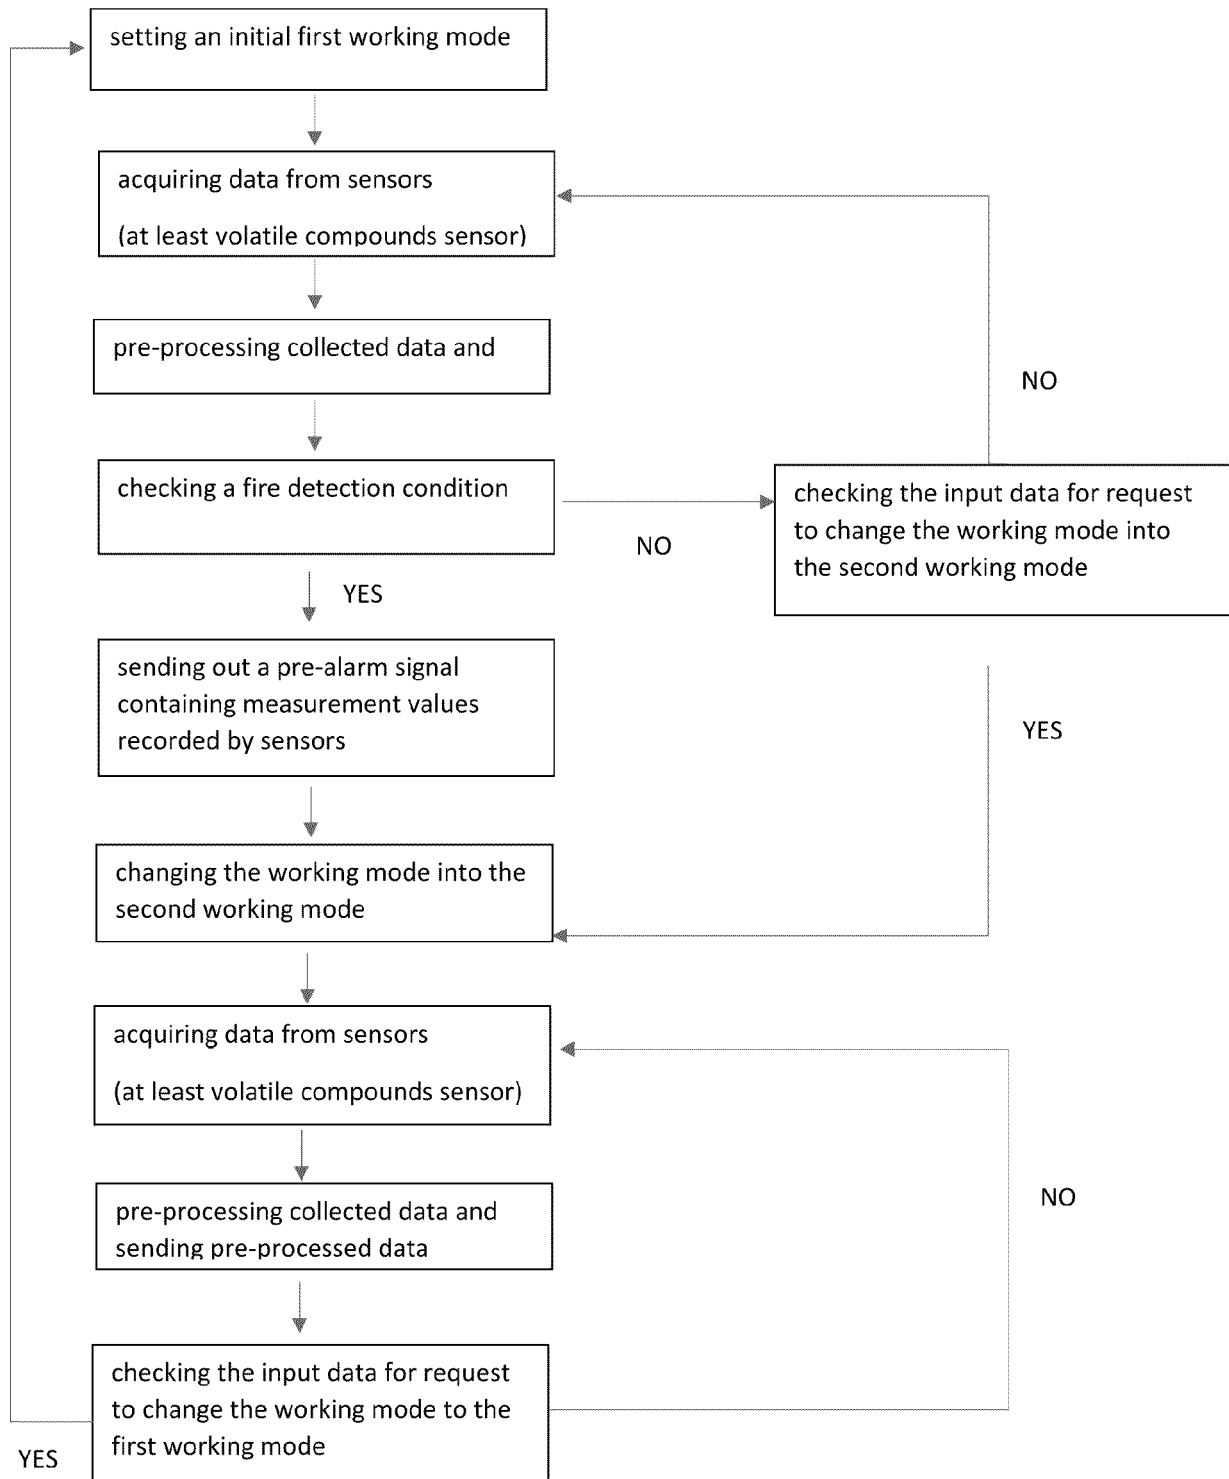 setting an initial first working mode
acquiring data from sensors
(at least volatile compounds sensor)
pre-processing collected data and
NO
checking a fire detection condition
checking the input data for request
to change the working mode into
the second working mode
NO
YES
sending out a pre-alarm signal
containing measurement values
recorded by sensors
YES
changing the working mode into the
second working mode
acquiring data from sensors
(at least volatile compounds sensor)
pre-processing collected data and
sending pre-processed data
NO
checking the input data for request
to change the working mode to the
first working mode
YES